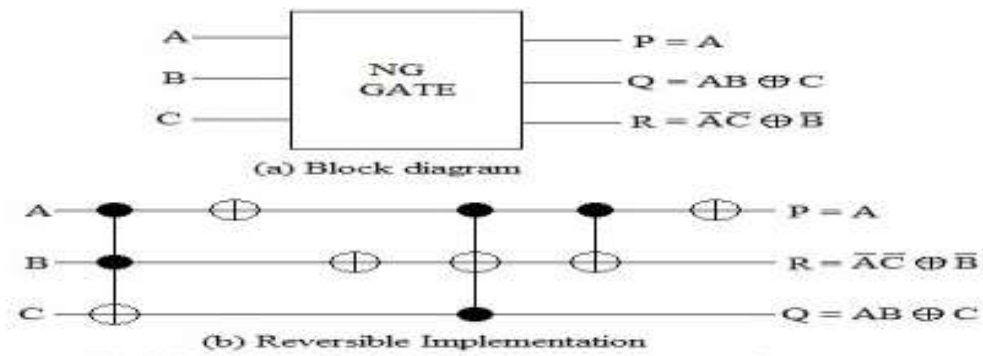 A
P = A
NG
GATE
B
Q = AB ⊕ C
C
R = A̅C̅ ⊕ B̅
(a) Block diagram
A
P = A
B
R = A̅C̅ ⊕ B̅
C
Q = AB ⊕ C
(b) Reversible Implementation